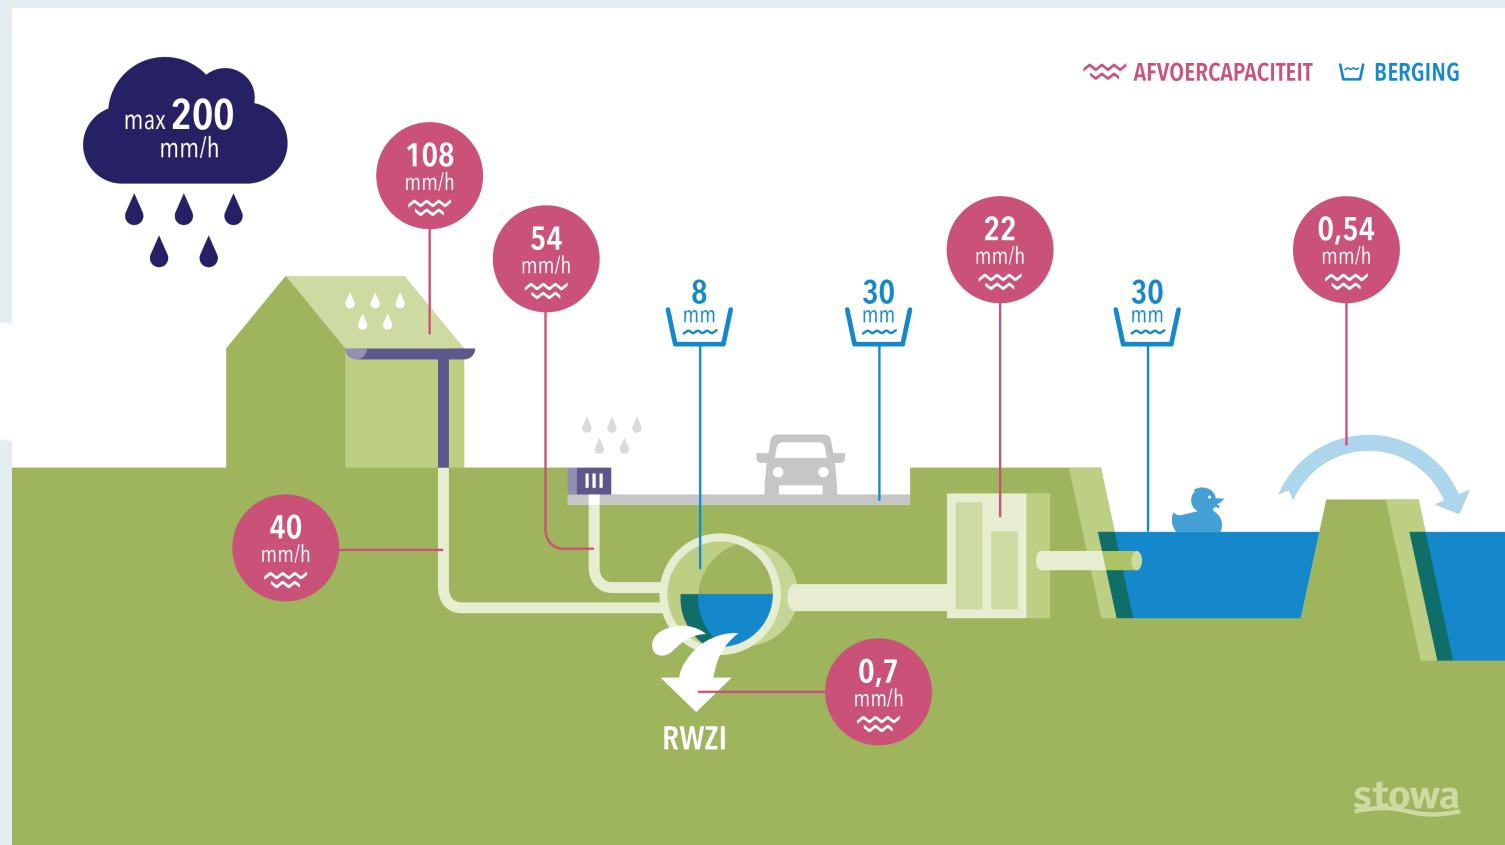 AFVOERCAPACITEIT
BERGING
max 200
mm/h
108
mm/h
54
mm/h
22
mm/h
0,54
mm/h
8
mm
30
mm
30
mm
40
mm/h
0,7
mm/h
RWZI
stowa